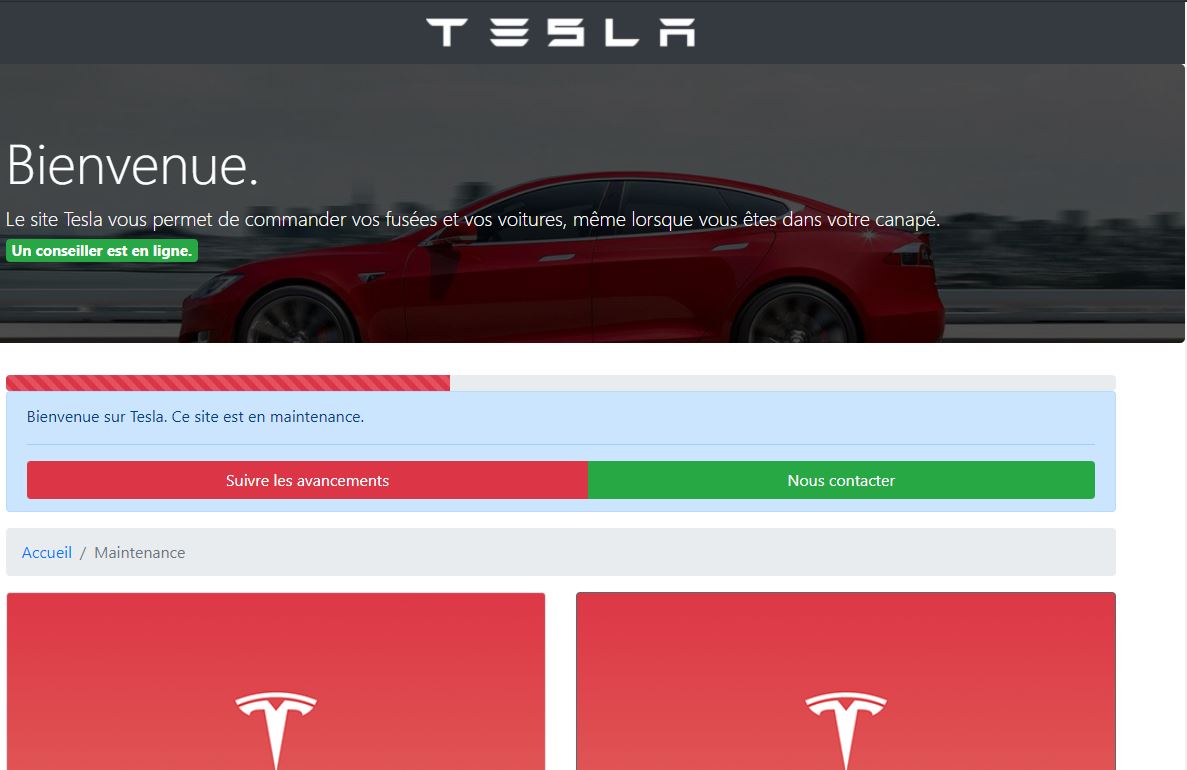 TESLA
Bienvenue.
Le site Tesla vous permet de commander vos fusées et vos voitures, même lorsque vous êtes dans votre canapé.
Un conseiller est en ligne.
Bienvenue sur Tesla. Ce site est en maintenance.
Suivre les avancements
Nous contacter
Accueil / Maintenance